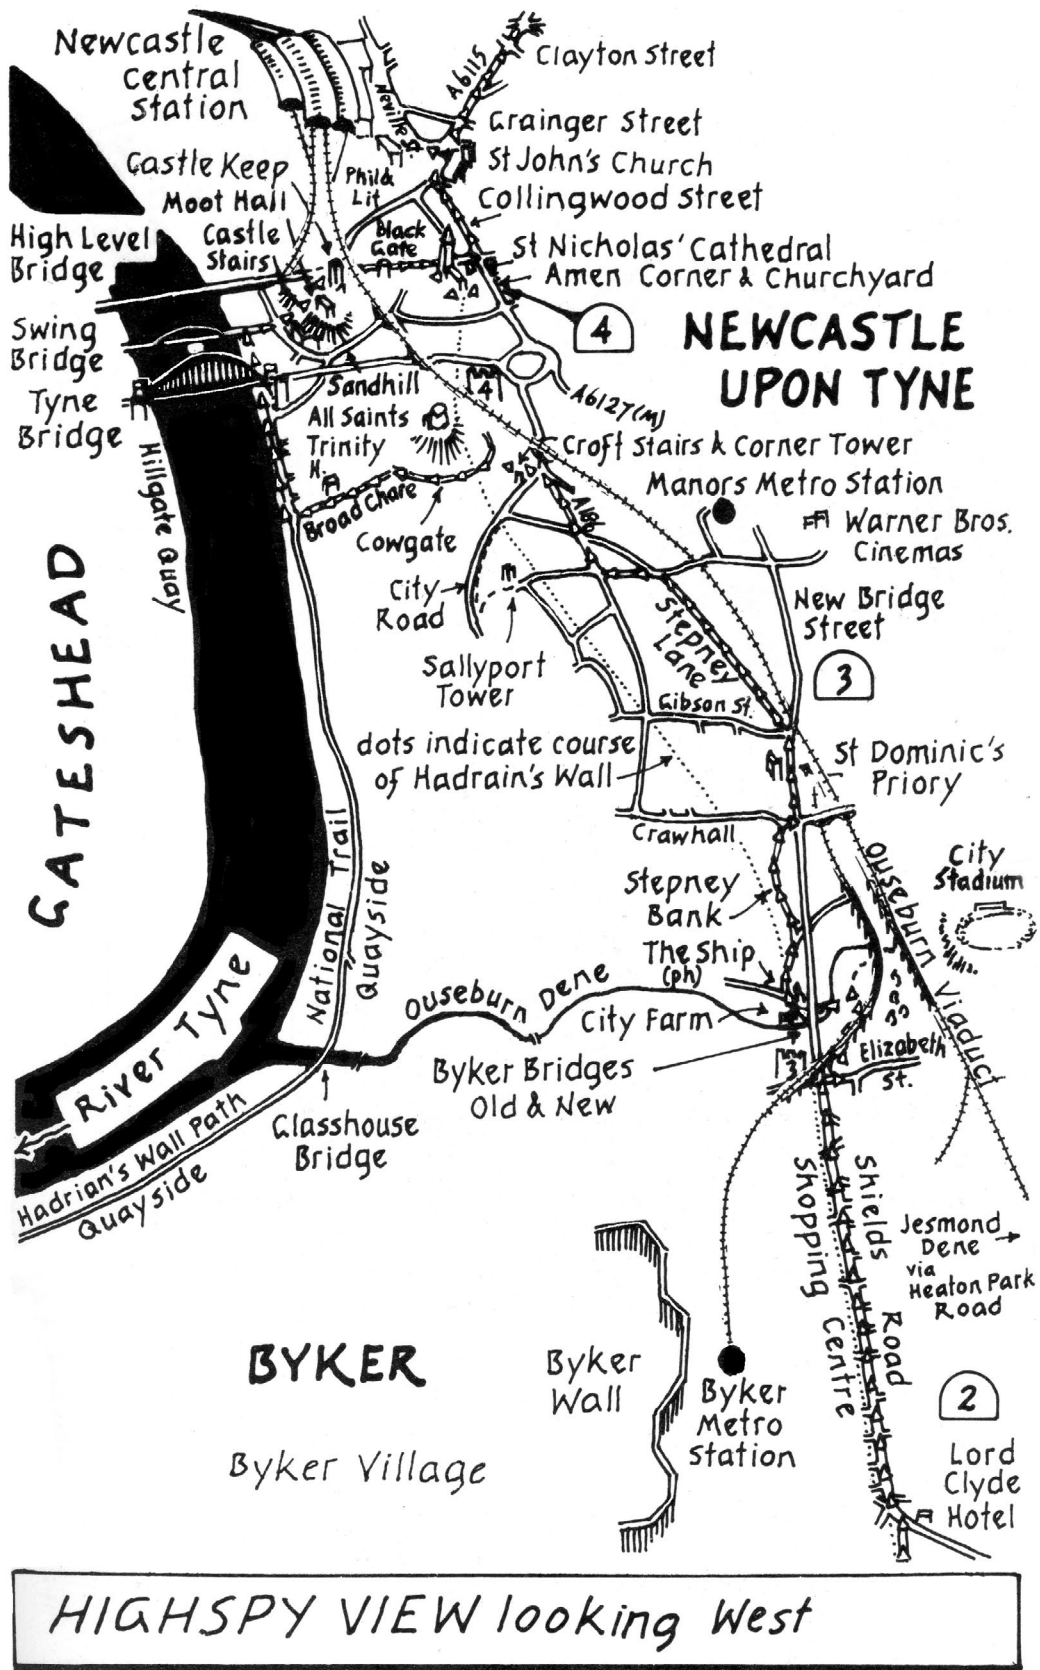 Newcastle
Central
Station
A6115
Clayton Street
Neville
Grainger Street
St John's Church
Castle Keep
Phil&
Lit
Moot Hall
Collingwood Street
High Level
Bridge
Castle
Stairs
Black
Gate
St Nicholas' Cathedral
Amen Corner & Churchyard
4
NEWCASTLE
UPON TYNE
Swing
Bridge
Tyne
Bridge
Sandhill
4
A6127(M)
All Saints
Trinity
H.
Croft Stairs & Corner Tower
Manors Metro Station
Hillgate Quay
Broad Chare
A186
Warner Bros.
Cinemas
Cowgate
City
Road
New Bridge
Street
Stepney
Lane
Sallyport
Tower
3
Gibson St.
GATESHEAD
dots indicate course
of Hadrain's Wall
St Dominic's
Priory
Crawhall
National Trail
Quayside
Ouseburn Viaduct
City
Stadium
Stepney
Bank
The Ship
(ph)
Ouseburn Dene
City Farm
River Tyne
Byker Bridges
Old & New
3
Elizabeth
St.
Glasshouse
Bridge
Hadrian's Wall Path
Quayside
Shields Road
Shopping Centre
Jesmond
Dene
via
Heaton Park
Road
BYKER
Byker
Wall
Byker
Metro
Station
2
Byker Village
Lord
Clyde
Hotel
HIGHSPY VIEW looking West